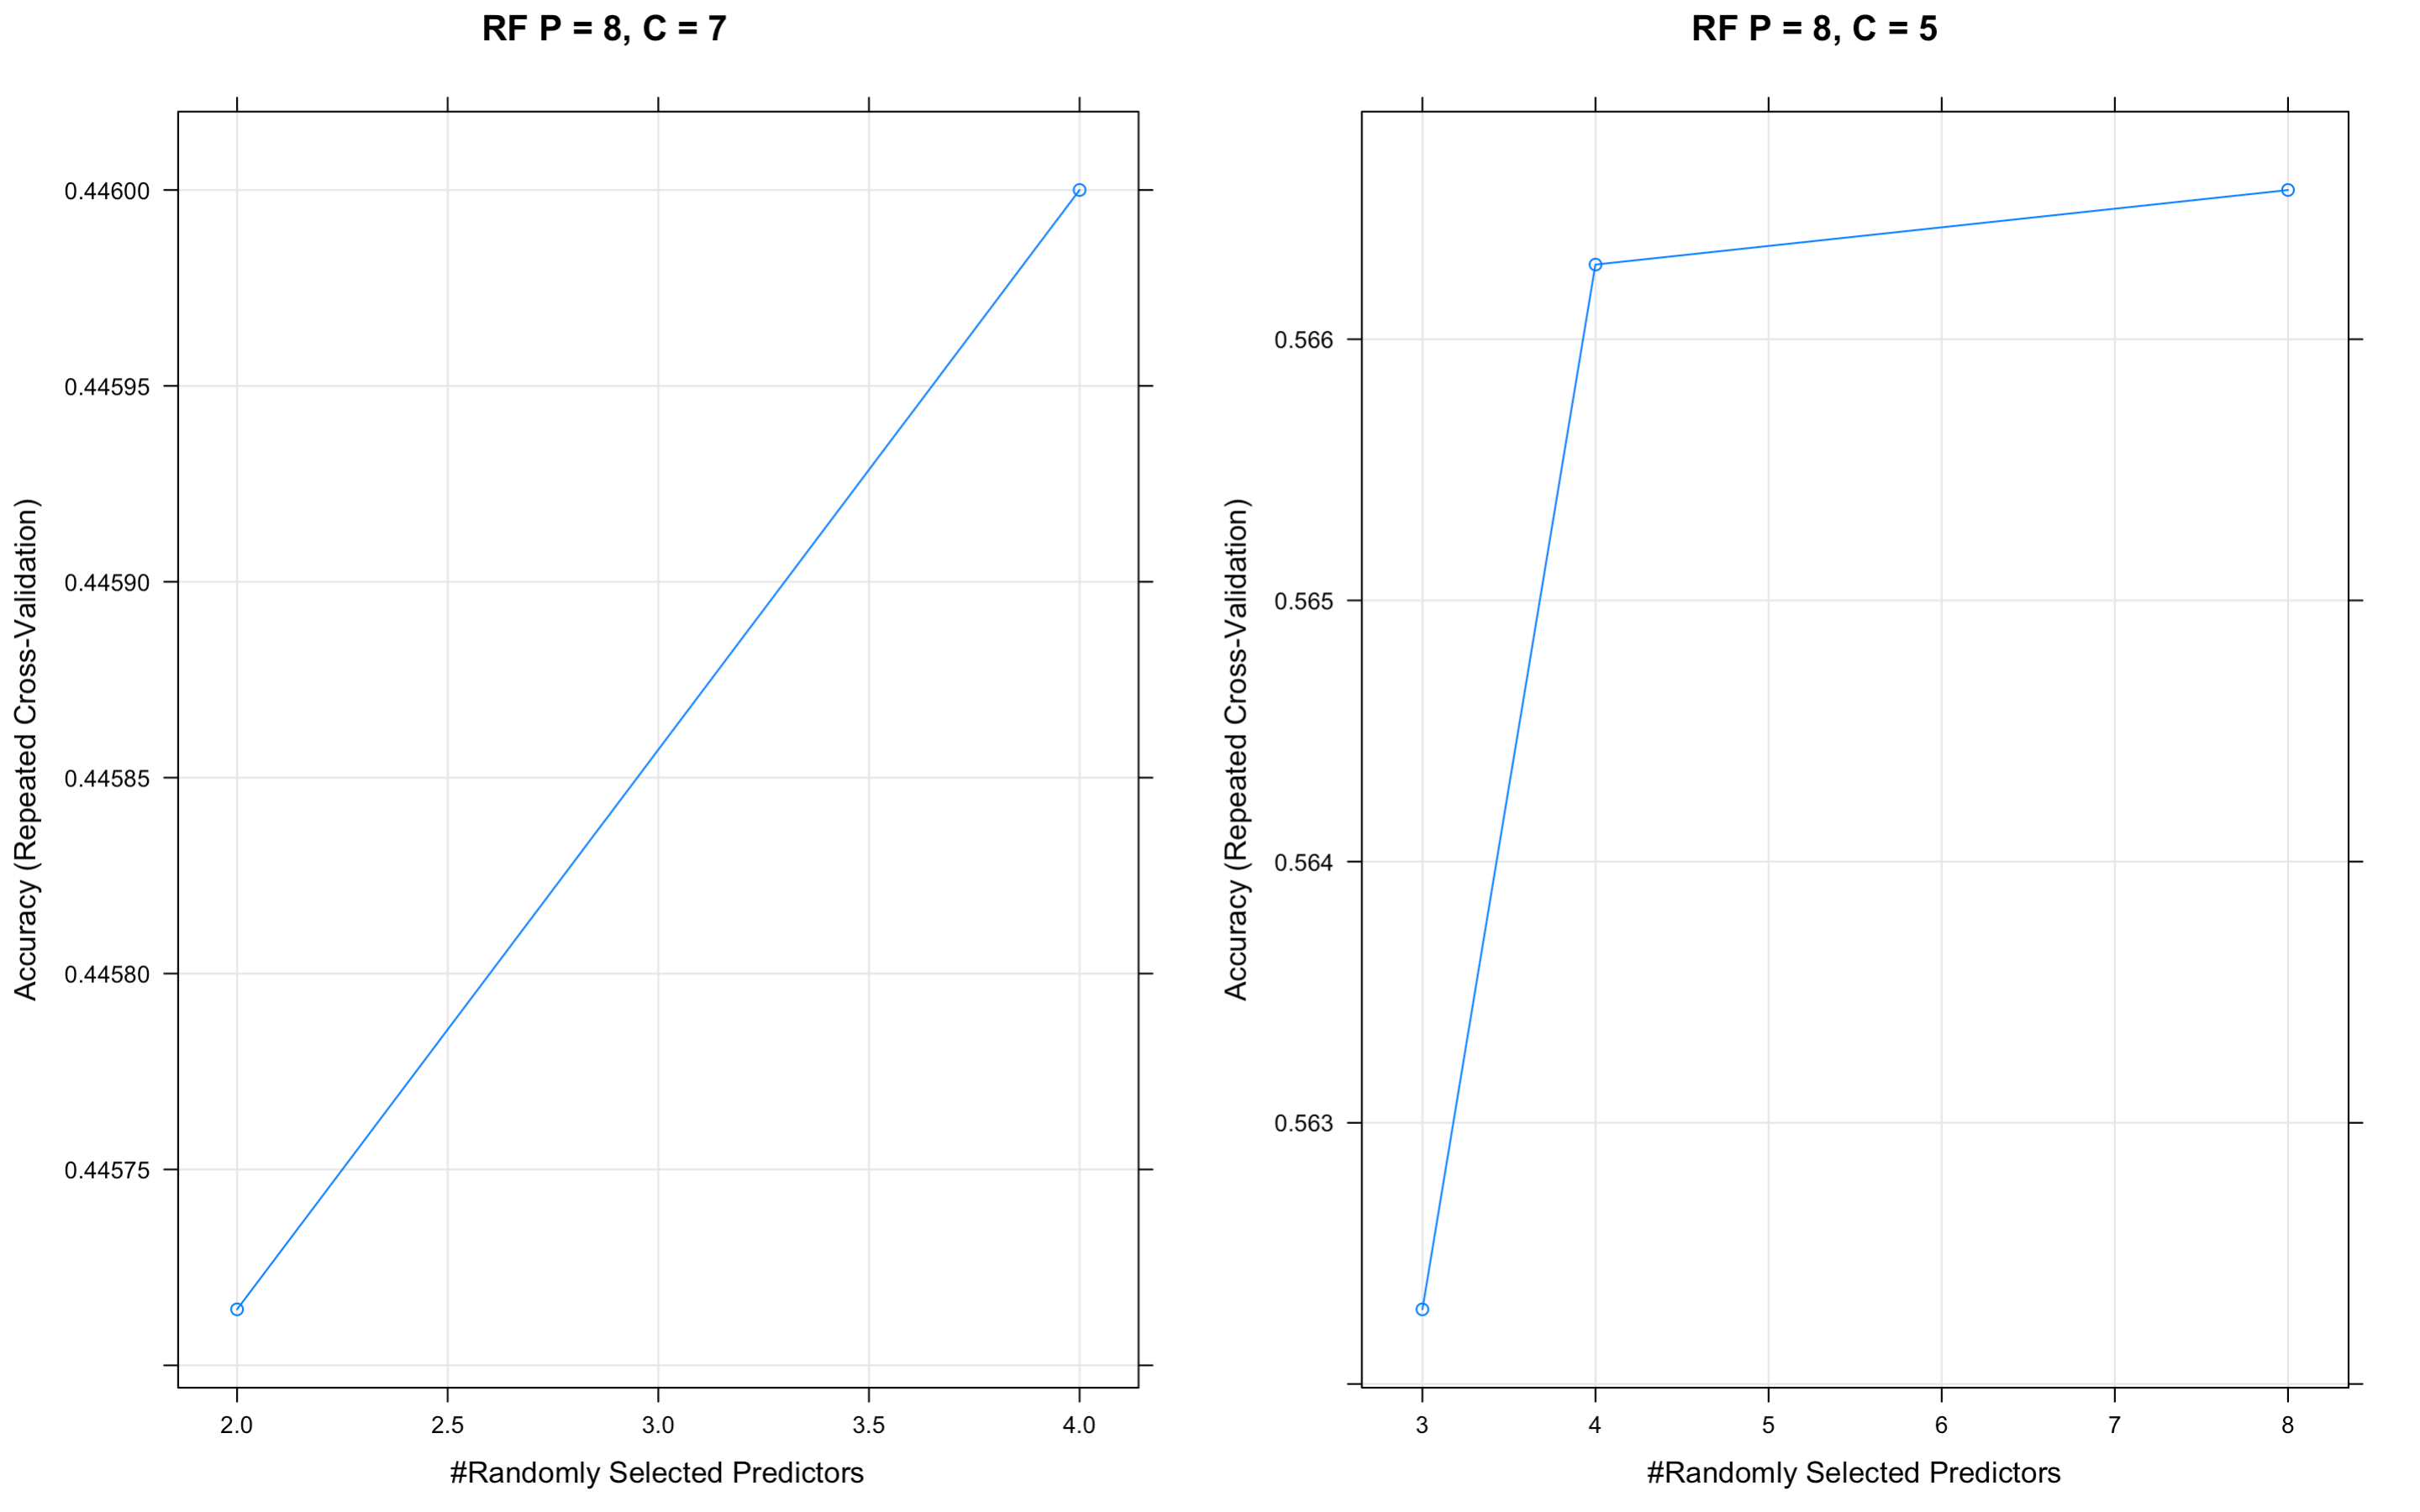 RF P = 8, C = 7
Accuracy (Repeated Cross-Validation)
0.44600
0.44595
0.44590
0.44585
0.44580
0.44575
2.0 2.5 3.0 3.5 4.0
#Randomly Selected Predictors
RF P = 8, C = 5
Accuracy (Repeated Cross-Validation)
0.566
0.565
0.564
0.563
3 4 5 6 7 8
#Randomly Selected Predictors